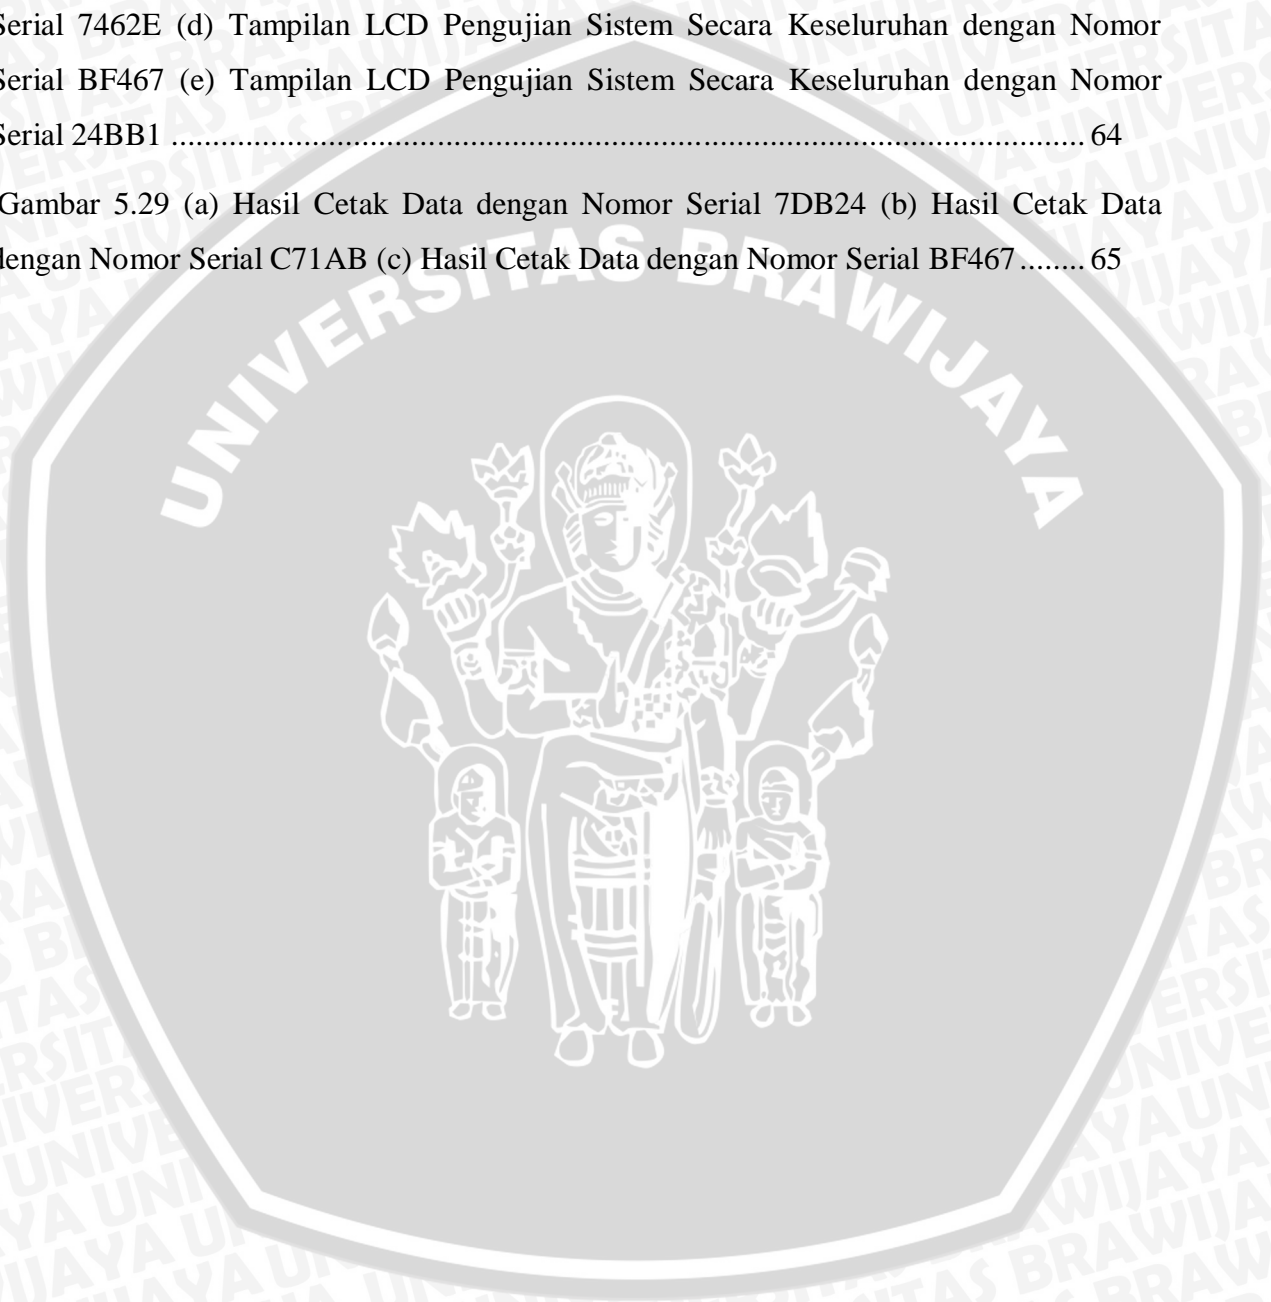 Serial 7462E (d) Tampilan LCD Pengujian Sistem Secara Keseluruhan dengan Nomor
Serial BF467 (e) Tampilan LCD Pengujian Sistem Secara Keseluruhan dengan Nomor
Serial 24BB1 ................................................................................................................ 64
Gambar 5.29 (a) Hasil Cetak Data dengan Nomor Serial 7DB24 (b) Hasil Cetak Data
dengan Nomor Serial C71AB (c) Hasil Cetak Data dengan Nomor Serial BF467 ........ 65
UNIVERSITAS BRAWIJAYA